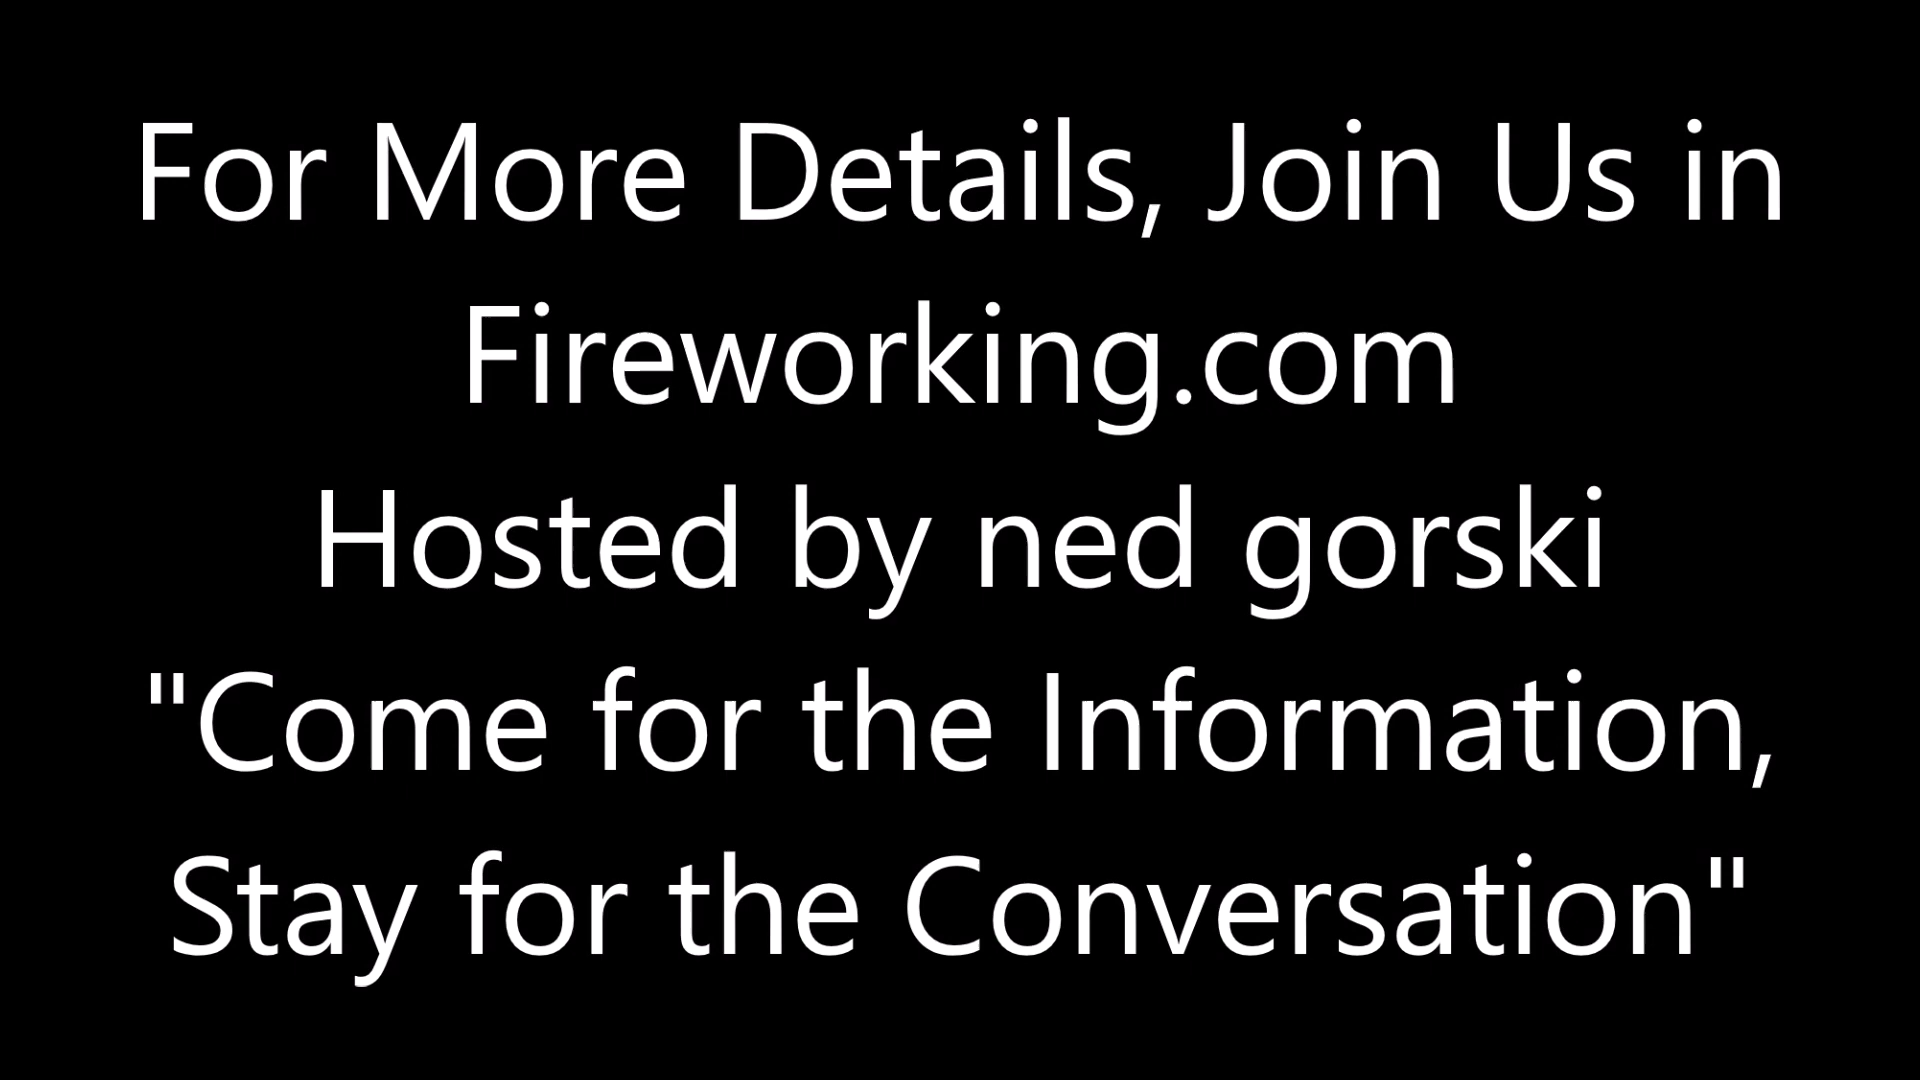 For More Details, Join Us in
Fireworking.com
Hosted by ned gorski
"Come for the Information,
Stay for the Conversation"